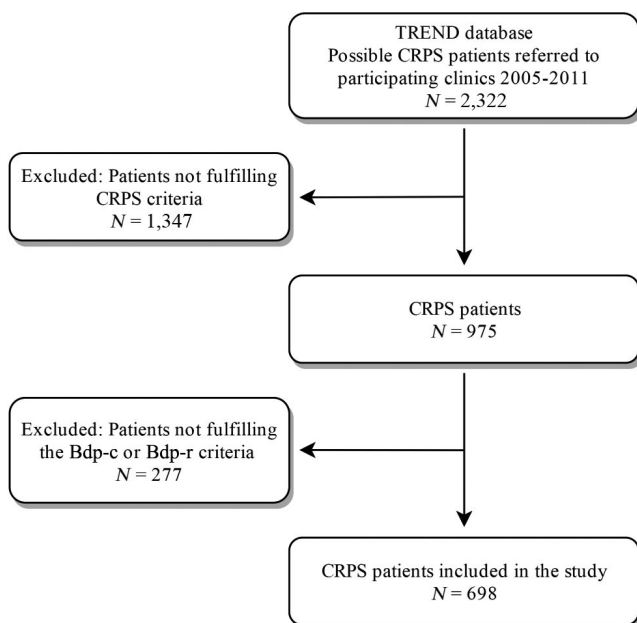 TREND database
Possible CRPS patients referred to
participating clinics 2005-2011
N = 2,322
Excluded: Patients not fulfilling
CRPS criteria
N = 1,347
CRPS patients
N = 975
Excluded: Patients not fulfilling
the Bdp-c or Bdp-r criteria
N = 277
CRPS patients included in the study
N = 698